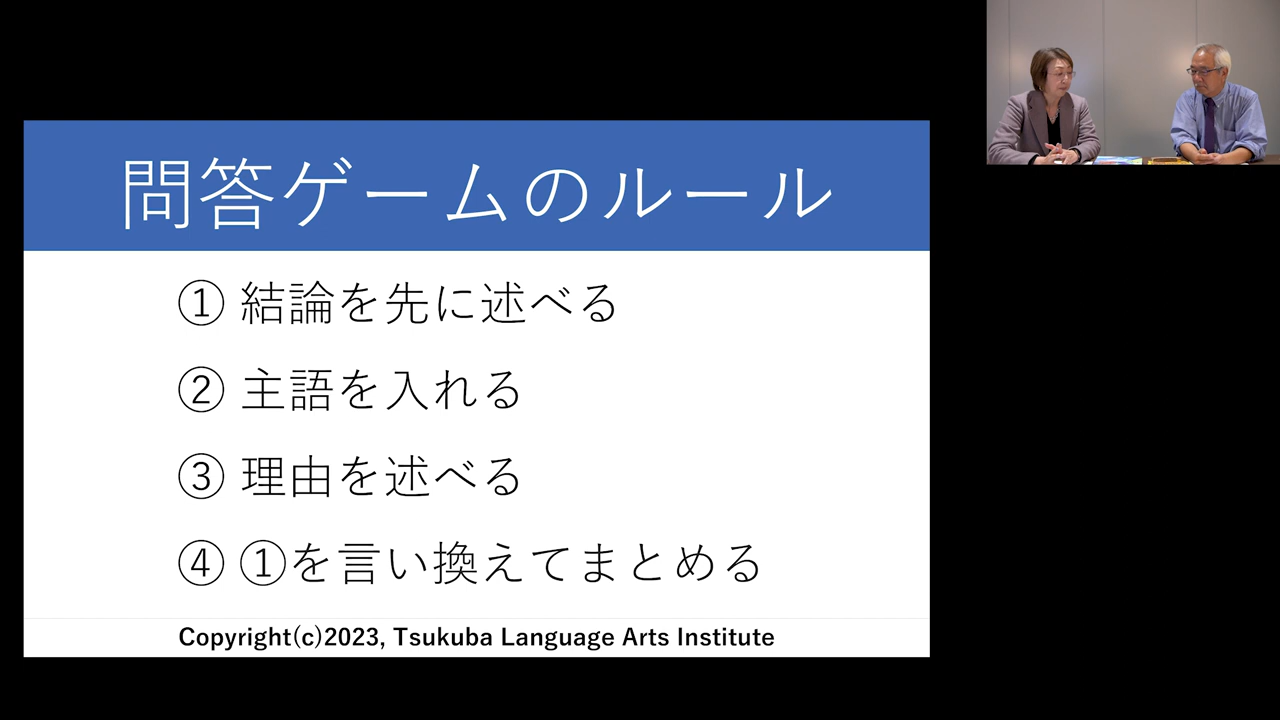 問答ゲームのルール
① 結論を先に述べる
② 主語を入れる
③ 理由を述べる
④ ①を言い換えてまとめる
Copyright(c)2023, Tsukuba Language Arts Institute